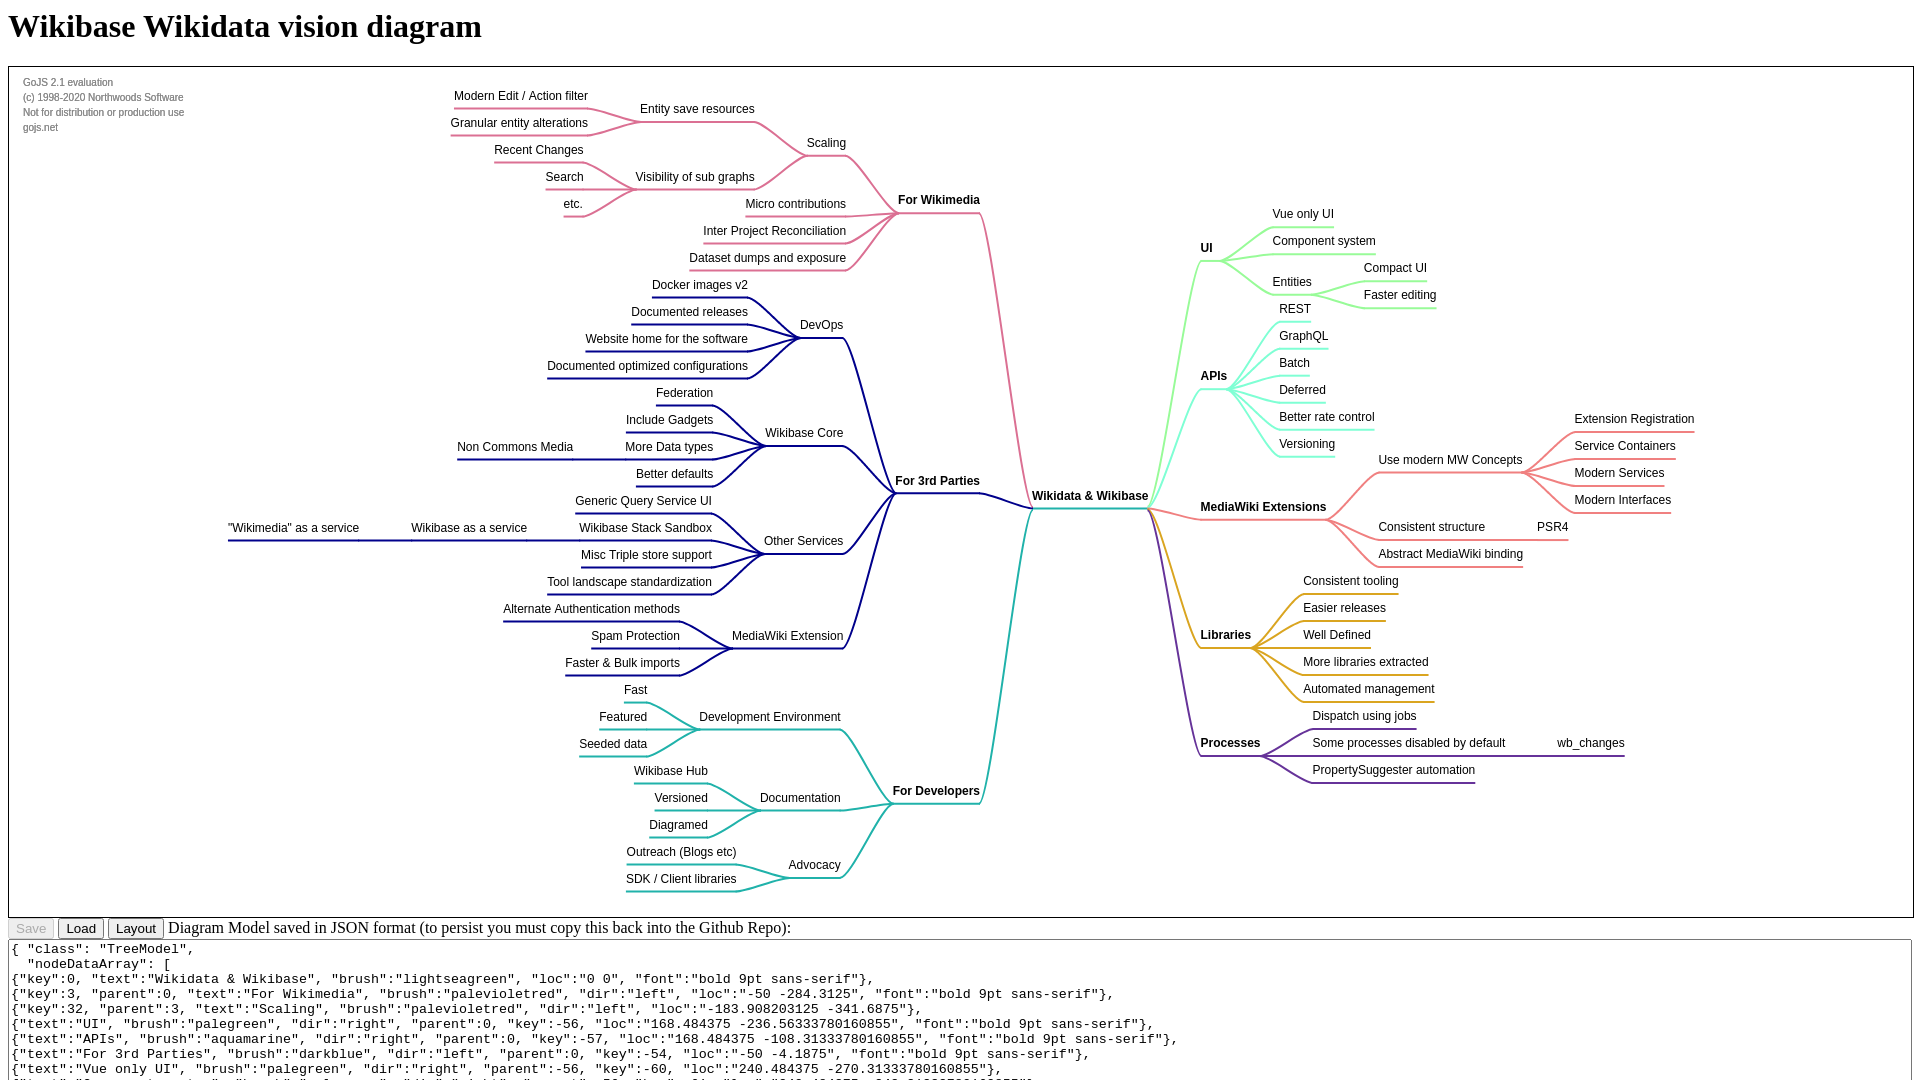 Wikibase Wikidata vision diagram
GoJS 2.1 evaluation
(c) 1998-2020 Northwoods Software
Not for distribution or production use
gojs.net
Modern Edit / Action filter
Granular entity alterations
Entity save resources
Recent Changes
Search
etc.
Visibility of sub graphs
Scaling
Micro contributions
Inter Project Reconciliation
Dataset dumps and exposure
For Wikimedia
Docker images v2
Documented releases
Website home for the software
Documented optimized configurations
DevOps
Federation
Include Gadgets
Non Commons Media
More Data types
Better defaults
Wikibase Core
Generic Query Service UI
"Wikimedia" as a service
Wikibase as a service
Wikibase Stack Sandbox
Misc Triple store support
Tool landscape standardization
Other Services
Alternate Authentication methods
Spam Protection
Faster & Bulk imports
MediaWiki Extension
For 3rd Parties
Fast
Featured
Seeded data
Development Environment
Wikibase Hub
Versioned
Diagramed
Documentation
Outreach (Blogs etc)
SDK / Client libraries
Advocacy
For Developers
Wikidata & Wikibase
UI
Vue only UI
Component system
Entities
Compact UI
Faster editing
APIs
REST
GraphQL
Batch
Deferred
Better rate control
Versioning
MediaWiki Extensions
Use modern MW Concepts
Extension Registration
Service Containers
Modern Services
Modern Interfaces
Consistent structure
PSR4
Abstract MediaWiki binding
Libraries
Consistent tooling
Easier releases
Well Defined
More libraries extracted
Automated management
Processes
Dispatch using jobs
Some processes disabled by default
wb_changes
PropertySuggester automation
Save Load Layout Diagram Model saved in JSON format (to persist you must copy this back into the Github Repo):
{ "class": "TreeModel",
"nodeDataArray": [
{"key":0, "text":"Wikidata & Wikibase", "brush":"lightseagreen", "loc":"0 0", "font":"bold 9pt sans-serif"},
{"key":3, "parent":0, "text":"For Wikimedia", "brush":"palevioletred", "dir":"left", "loc":"-50 -284.3125", "font":"bold 9pt sans-serif"},
{"key":32, "parent":3, "text":"Scaling", "brush":"palevioletred", "dir":"left", "loc":"-183.908203125 -341.6875"},
{"text":"UI", "brush":"palegreen", "dir":"right", "parent":0, "key":-56, "loc":"168.484375 -236.56333780160855", "font":"bold 9pt sans-serif"},
{"text":"APIs", "brush":"aquamarine", "dir":"right", "parent":0, "key":-57, "loc":"168.484375 -108.31333780160855", "font":"bold 9pt sans-serif"},
{"text":"For 3rd Parties", "brush":"darkblue", "dir":"left", "parent":0, "key":-54, "loc":"-50 -4.1875", "font":"bold 9pt sans-serif"},
{"text":"Vue only UI", "brush":"palegreen", "dir":"right", "parent":-56, "key":-60, "loc":"240.484375 -270.31333780160855"},